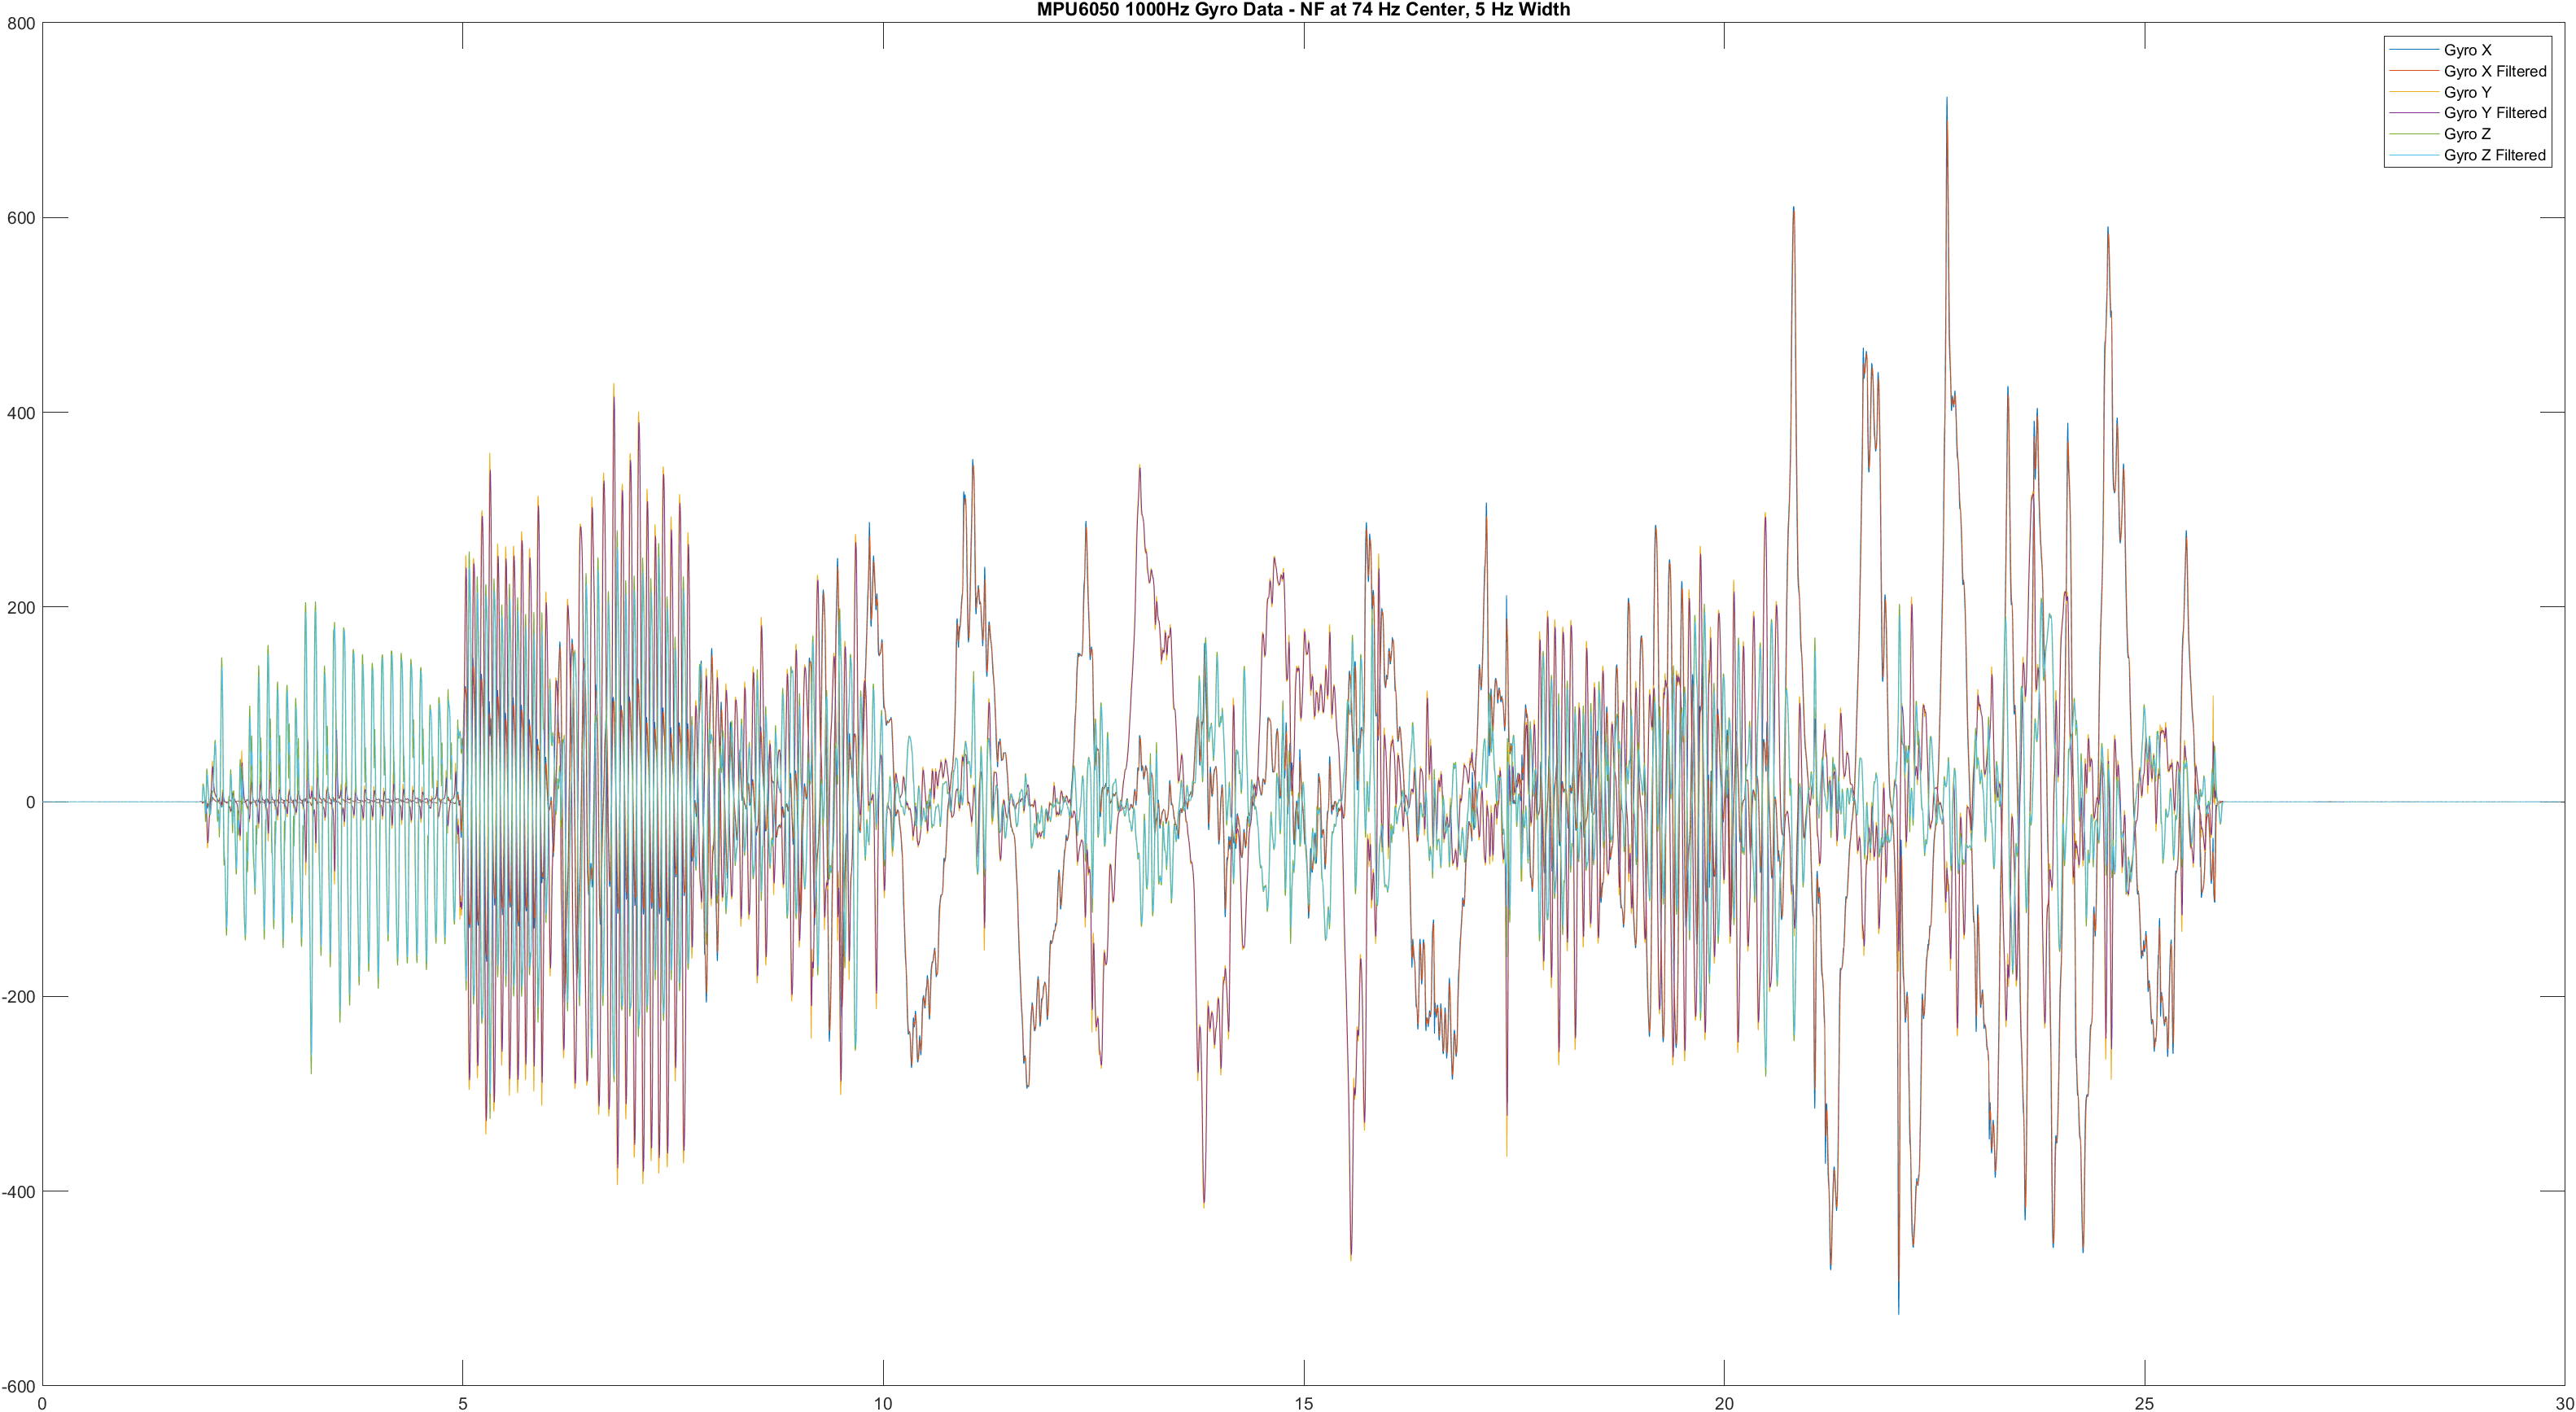 MPU6050 1000Hz Gyro Data - NF at 74 Hz Center, 5 Hz Width
800
600
400
200
0
-200
-400
-600
0
5
10
15
20
25
30
Gyro X
Gyro X Filtered
Gyro Y
Gyro Y Filtered
Gyro Z
Gyro Z Filtered